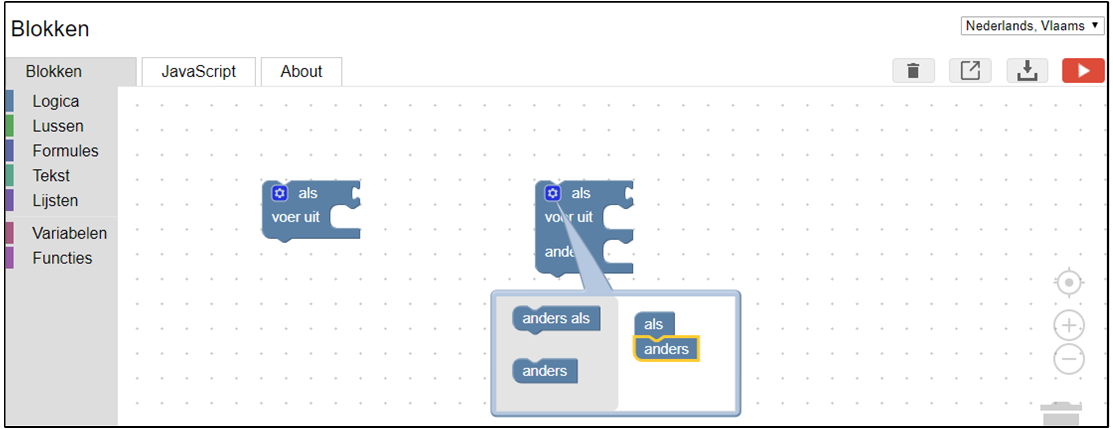 Blokken
Nederlands, Vlaams
Blokken JavaScript About
Logica
Lussen
Formules
Tekst
Lijsten
Variabelen
Functies
als
voer uit
als
voer uit
anders als
anders
als
anders